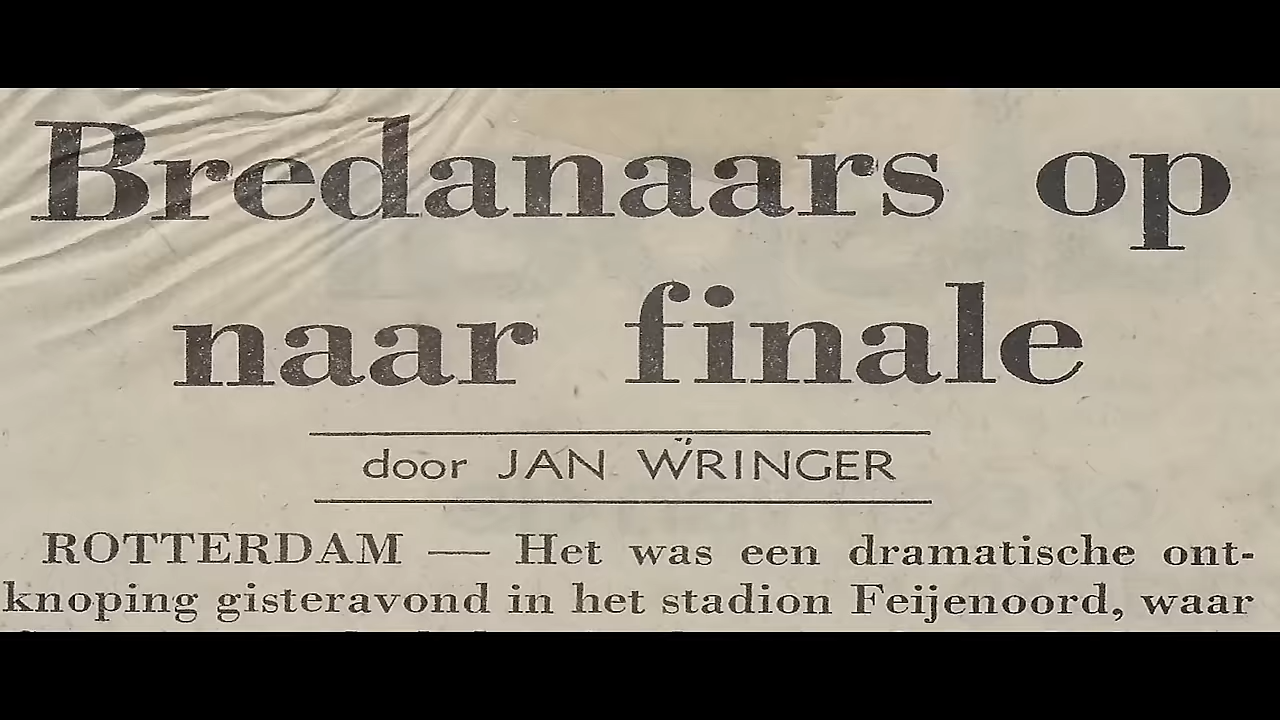 Bredanaars op
naar finale
door JAN WRINGER
ROTTERDAM — Het was een dramatische ont-
knoping gisteravond in het stadion Feijenoord, waar